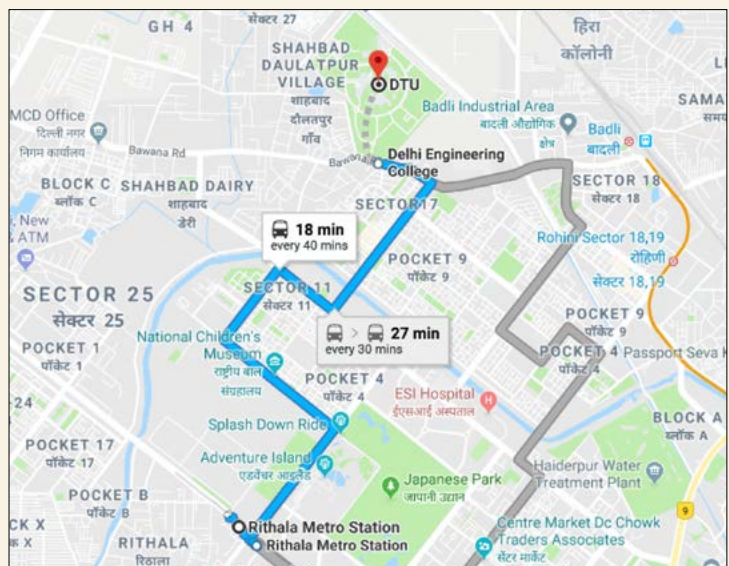 GH 4
सेक्टर 27
SHAHBAD
DAULATPUR
VILLAGE
शाहबाद
दौलतपुर
गाँव
DTU
हिरा
कॉलोनी
MCD Office
दिल्ली नगर
निगम कार्यालय
Bawana Rd
Badli Industrial Area
बादली औद्योगिक
क्षेत्र
SAMA
Badli
बादली
Delhi Engineering
College
BLOCK C
ब्लॉक C
SHAHBAD DAIRY
शाहबाद
डेरी
SECTOR17
SECTOR 18
सेक्टर 18
New
& ATM
18 min
every 40 mins
Rohini Sector 18,19
रोहिणी
सेक्टर 18,19
POCKET 9
पॉकेट 9
SECTOR 25
सेक्टर 25
SECTOR 11
सेक्टर 11
27 min
every 30 mins
POCKET 9
पॉकेट 9
POCKET 1
पॉकेट 1
National Children's
Museum
राष्ट्रीय बाल
संग्रहालय
POCKET 4
पॉकेट 4
POCKET 4
पॉकेट 4
Passport Seva K
-24
ESI Hospital
ईएसआई अस्पताल
Splash Down Ride
BLOCK A
ब्लॉक A
POCKET 17
पॉकेट 17
Adventure Island
एडवेंचर आइलैंड
Japanese Park
जापानी उद्यान
Haiderpur Water
Treatment Plant
POCKET B
पॉकेट B
9
CK X
क X
Rithala Metro Station
Rithala Metro Station
RITHALA
रिठाला
Centre Market Dc Chowk
Traders Associates
सेंटर मार्केट